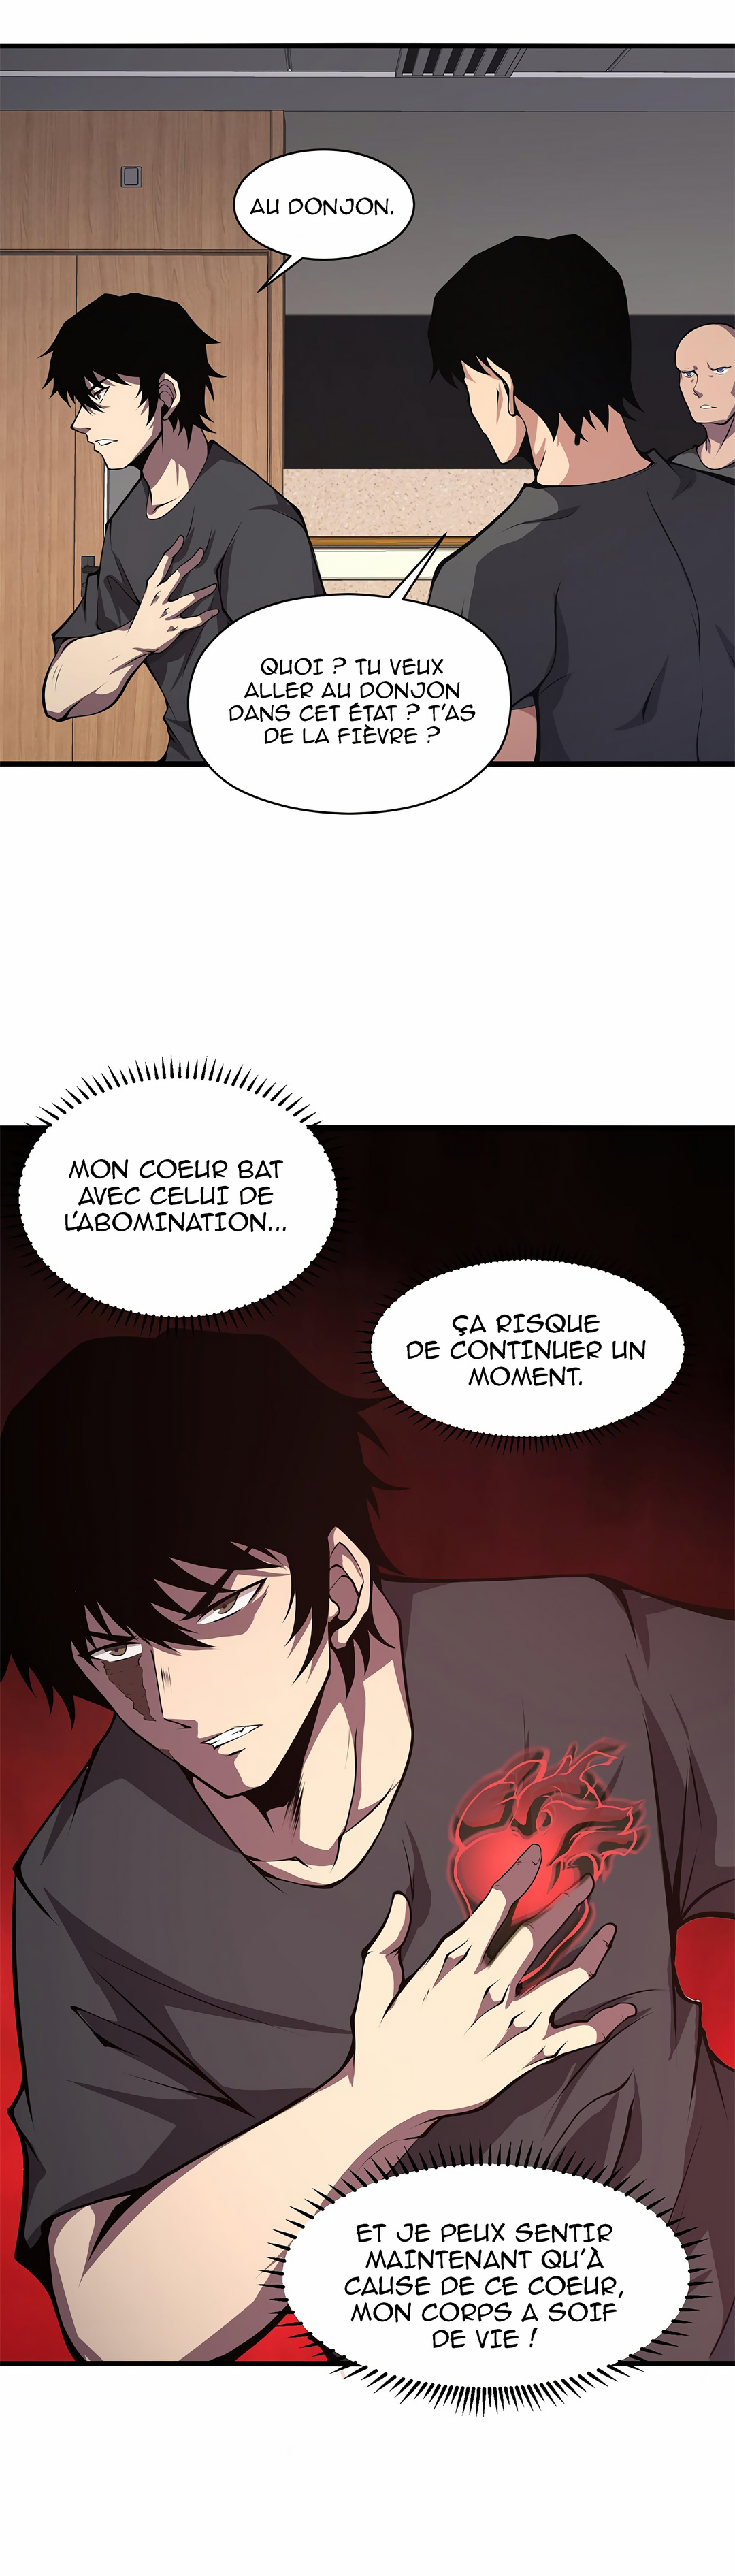 AU DONJON.
QUOI ? TU VEUX
ALLER AU DONJON
DANS CET ÉTAT ? T'AS
DE LA FIÈVRE ?
MON COEUR BAT
AVEC CELUI DE
L'ABOMINATION...
ÇA RISQUE
DE CONTINUER UN
MOMENT.
ET JE PEUX SENTIR
MAINTENANT QU'À
CAUSE DE CE COEUR,
MON CORPS A SOIF
DE VIE !